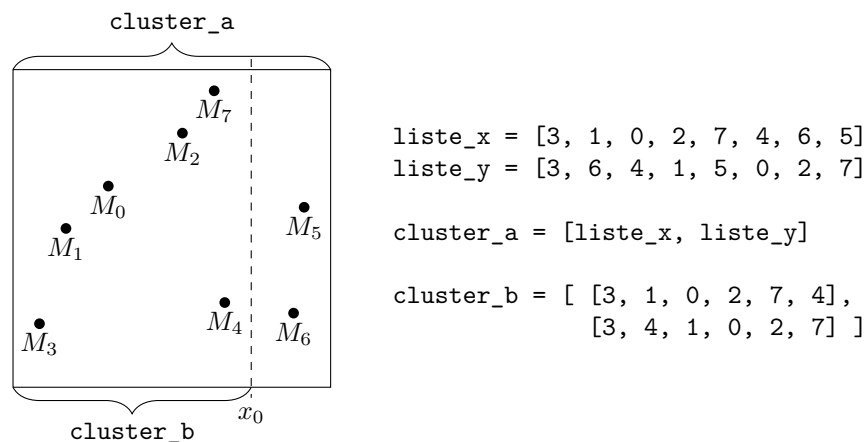 cluster_a
M7
M2
M0
M1
M5
M4
M6
M3
x0
cluster_b
liste_x = [3, 1, 0, 2, 7, 4, 6, 5]
liste_y = [3, 6, 4, 1, 5, 0, 2, 7]
cluster_a = [liste_x, liste_y]
cluster_b = [ [3, 1, 0, 2, 7, 4],
[3, 4, 1, 0, 2, 7] ]